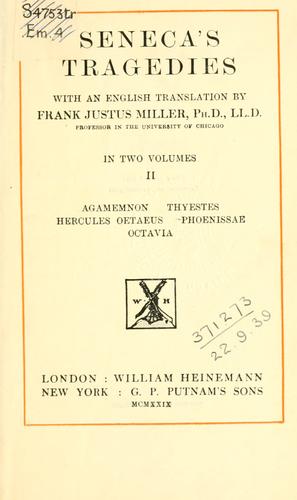 S4753tr
Em 4
SENECA'S
TRAGEDIES
WITH AN ENGLISH TRANSLATION BY
FRANK JUSTUS MILLER, PH.D., LL.D.
PROFESSOR IN THE UNIVERSITY OF CHICAGO
IN TWO VOLUMES
II
AGAMEMNON THYESTES
HERCULES OETAEUS PHOENISSAE
OCTAVIA
W H
371273
22.9.39
LONDON : WILLIAM HEINEMANN
NEW YORK : G. P. PUTNAM'S SONS
MCMXXIX